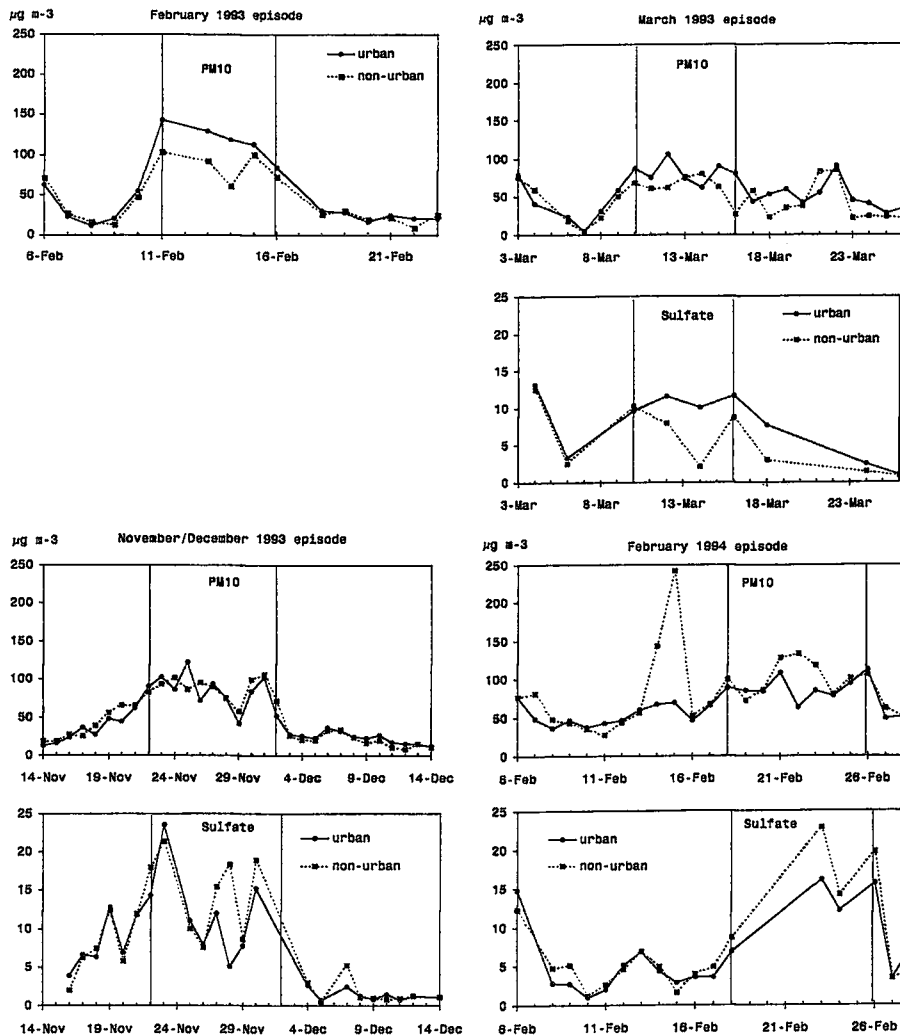 µg m-3 February 1993 episode
250
200
150
100
50
0
PM10
urban
non-urban
6-Feb 11-Feb 16-Feb 21-Feb
µg m-3 March 1993 episode
250
200
150
100
50
0
PM10
urban
non-urban
3-Mar 8-Mar 13-Mar 18-Mar 23-Mar
25
20
15
10
5
0
Sulfate
urban
non-urban
3-Mar 8-Mar 13-Mar 18-Mar 23-Mar
µg m-3 November/December 1993 episode
250
200
150
100
50
0
PM10
14-Nov 19-Nov 24-Nov 29-Nov 4-Dec 9-Dec 14-Dec
25
20
15
10
5
0
Sulfate
urban
non-urban
14-Nov 19-Nov 24-Nov 29-Nov 4-Dec 9-Dec 14-Dec
µg m-3 February 1994 episode
250
200
150
100
50
0
PM10
6-Feb 11-Feb 16-Feb 21-Feb 26-Feb
25
20
15
10
5
0
Sulfate
urban
non-urban
6-Feb 11-Feb 16-Feb 21-Feb 26-Feb